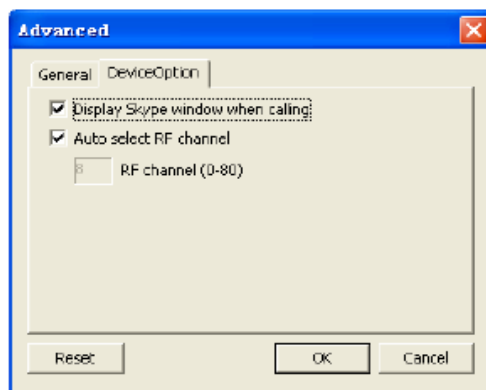 Advanced
General DeviceOption
Display Skype window when calling
Auto select RF channel
8 RF channel (0-80)
Reset OK Cancel